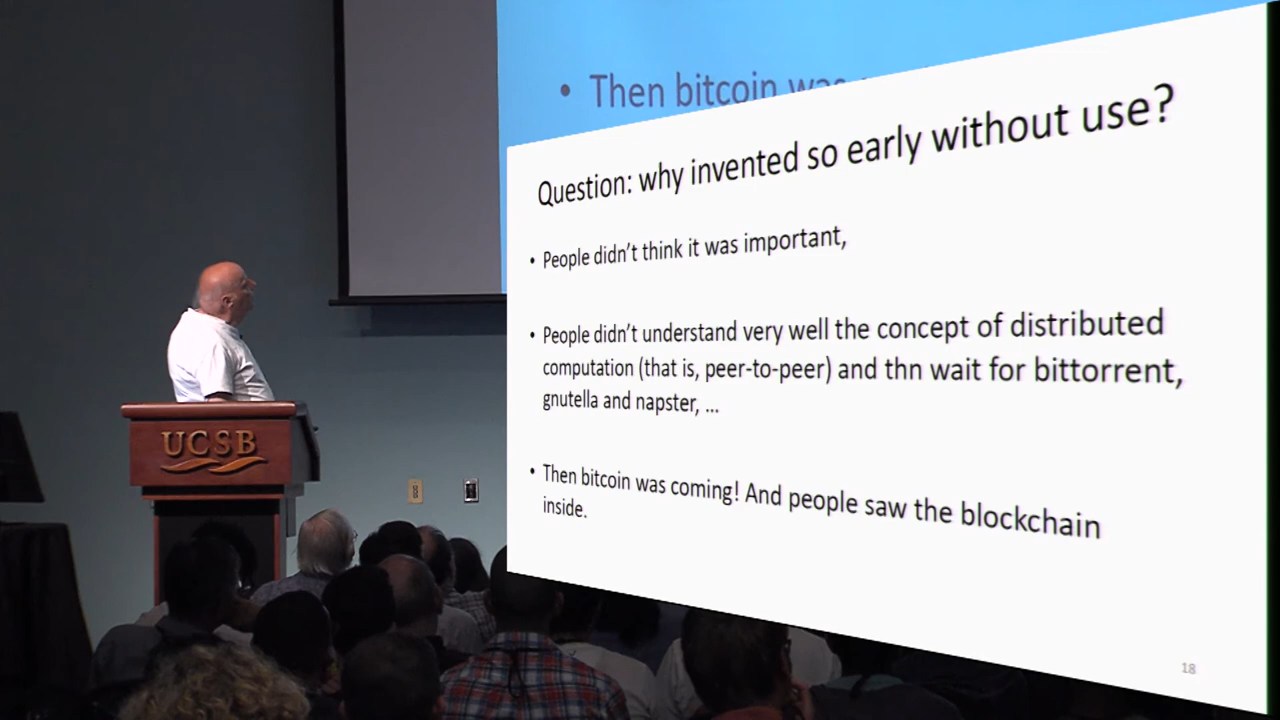 • Then bitcoin was
Question: why invented so early without use?
• People didn’t think it was important,
• People didn’t understand very well the concept of distributed
computation (that is, peer-to-peer) and thn wait for bittorrent,
gnutella and napster, ...
• Then bitcoin was coming! And people saw the blockchain
inside.
18
UCSB